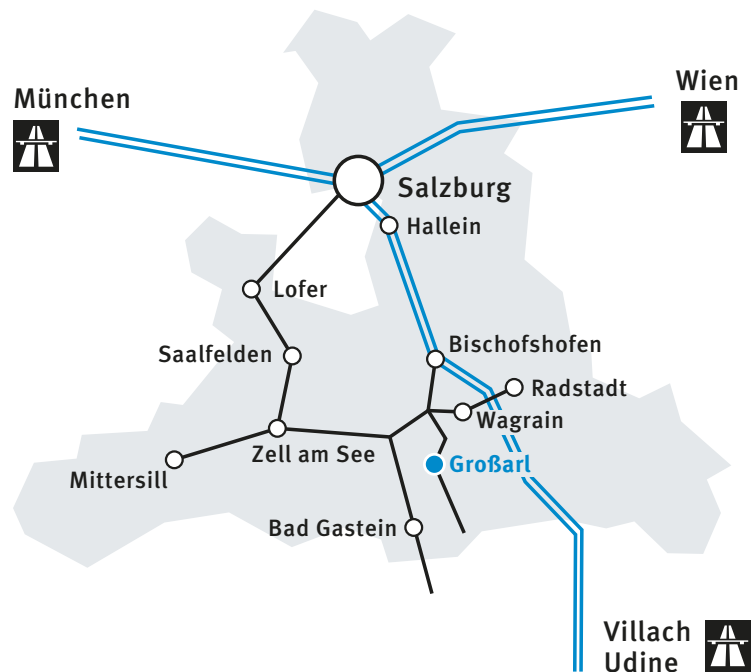 Wien
München
Salzburg
Hallein
Lofer
Bischofshofen
Saalfelden
Radstadt
Wagrain
Zell am See
Großarl
Mittersill
Bad Gastein
Villach
Udine